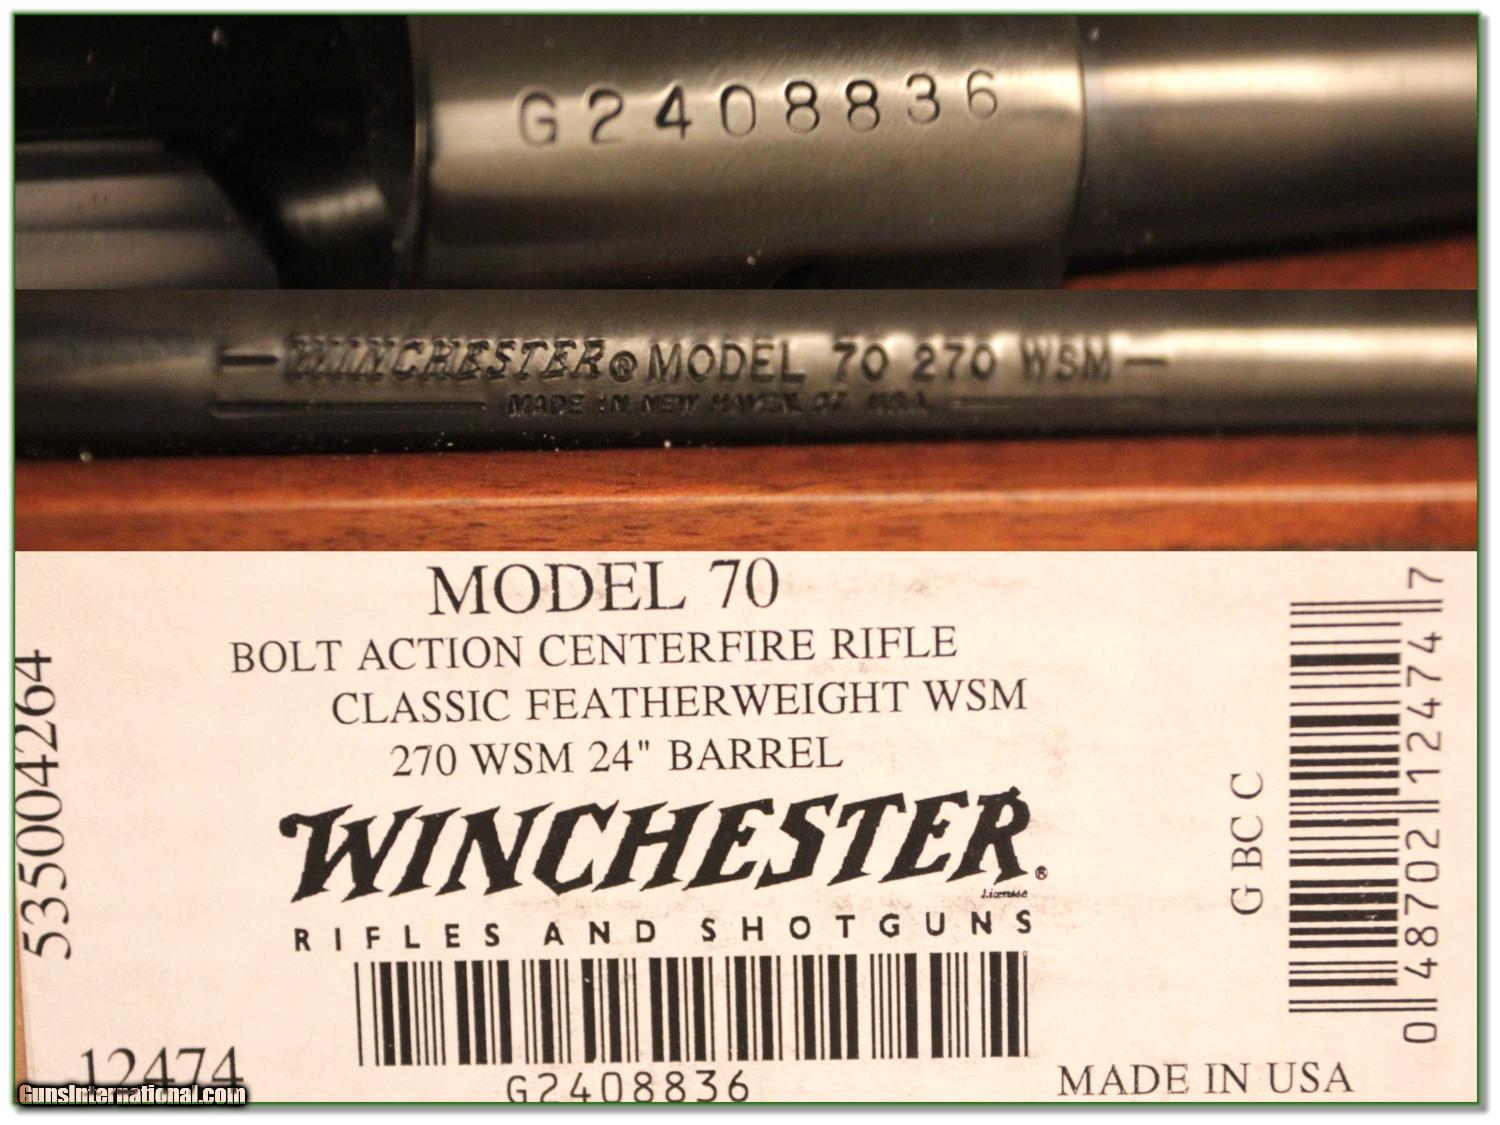 G2408836
WINCHESTER® MODEL 70 270 WSM
MADE IN NEW HAVEN, CT. U.S.A.
MODEL 70
BOLT ACTION CENTERFIRE RIFLE
CLASSIC FEATHERWEIGHT WSM
270 WSM 24" BARREL
WINCHESTER®
Licensee
RIFLES AND SHOTGUNS
G2408836
535004264
12474
G BC C
0 48702 12474 7
MADE IN USA
GunsInternational.com